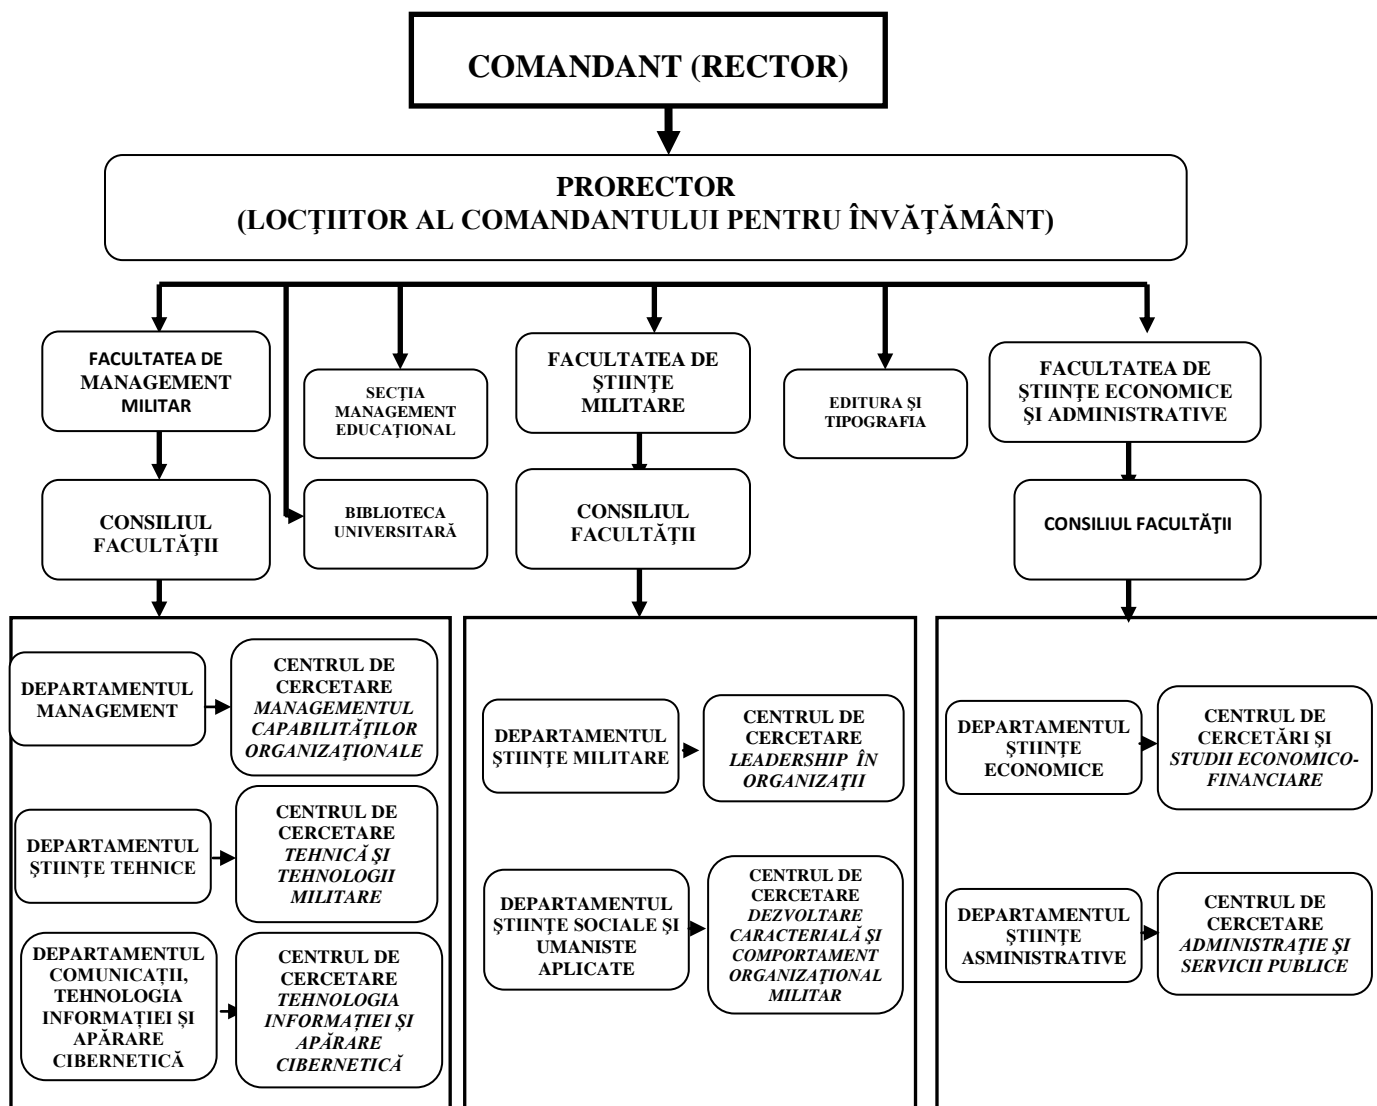 COMANDANT (RECTOR)
PRORECTOR
(LOCŢIITOR AL COMANDANTULUI PENTRU ÎNVĂŢĂMÂNT)
FACULTATEA DE
MANAGEMENT
MILITAR
SECŢIA
MANAGEMENT
EDUCAŢIONAL
FACULTATEA DE
ŞTIINŢE
MILITARE
EDITURA ŞI
TIPOGRAFIA
FACULTATEA DE
ŞTIINŢE ECONOMICE
ŞI ADMINISTRATIVE
CONSILIUL
FACULTĂŢII
BIBLIOTECA
UNIVERSITARĂ
CONSILIUL
FACULTĂŢII
CONSILIUL FACULTĂŢII
DEPARTAMENTUL
MANAGEMENT
CENTRUL DE
CERCETARE
MANAGEMENTUL
CAPABILITĂŢILOR
ORGANIZAŢIONALE
DEPARTAMENTUL
ŞTIINŢE TEHNICE
CENTRUL DE
CERCETARE
TEHNICĂ ŞI
TEHNOLOGII
MILITARE
DEPARTAMENTUL
COMUNICAȚII,
TEHNOLOGIA
INFORMAȚIEI ȘI
APĂRARE
CIBERNETICĂ
CENTRUL DE
CERCETARE
TEHNOLOGIA
INFORMAȚIEI ȘI
APĂRARE
CIBERNETICĂ
DEPARTAMENTUL
ŞTIINŢE MILITARE
CENTRUL DE
CERCETARE
LEADERSHIP ÎN
ORGANIZAŢII
DEPARTAMENTUL
ŞTIINŢE SOCIALE ŞI
UMANISTE
APLICATE
CENTRUL DE
CERCETARE
DEZVOLTARE
CARACTERIALĂ ŞI
COMPORTAMENT
ORGANIZAŢIONAL
MILITAR
DEPARTAMENTUL
ŞTIINŢE
ECONOMICE
CENTRUL DE
CERCETĂRI ŞI
STUDII ECONOMICO-
FINANCIARE
DEPARTAMENTUL
ŞTIINŢE
ASMINISTRATIVE
CENTRUL DE
CERCETARE
ADMINISTRAŢIE ŞI
SERVICII PUBLICE